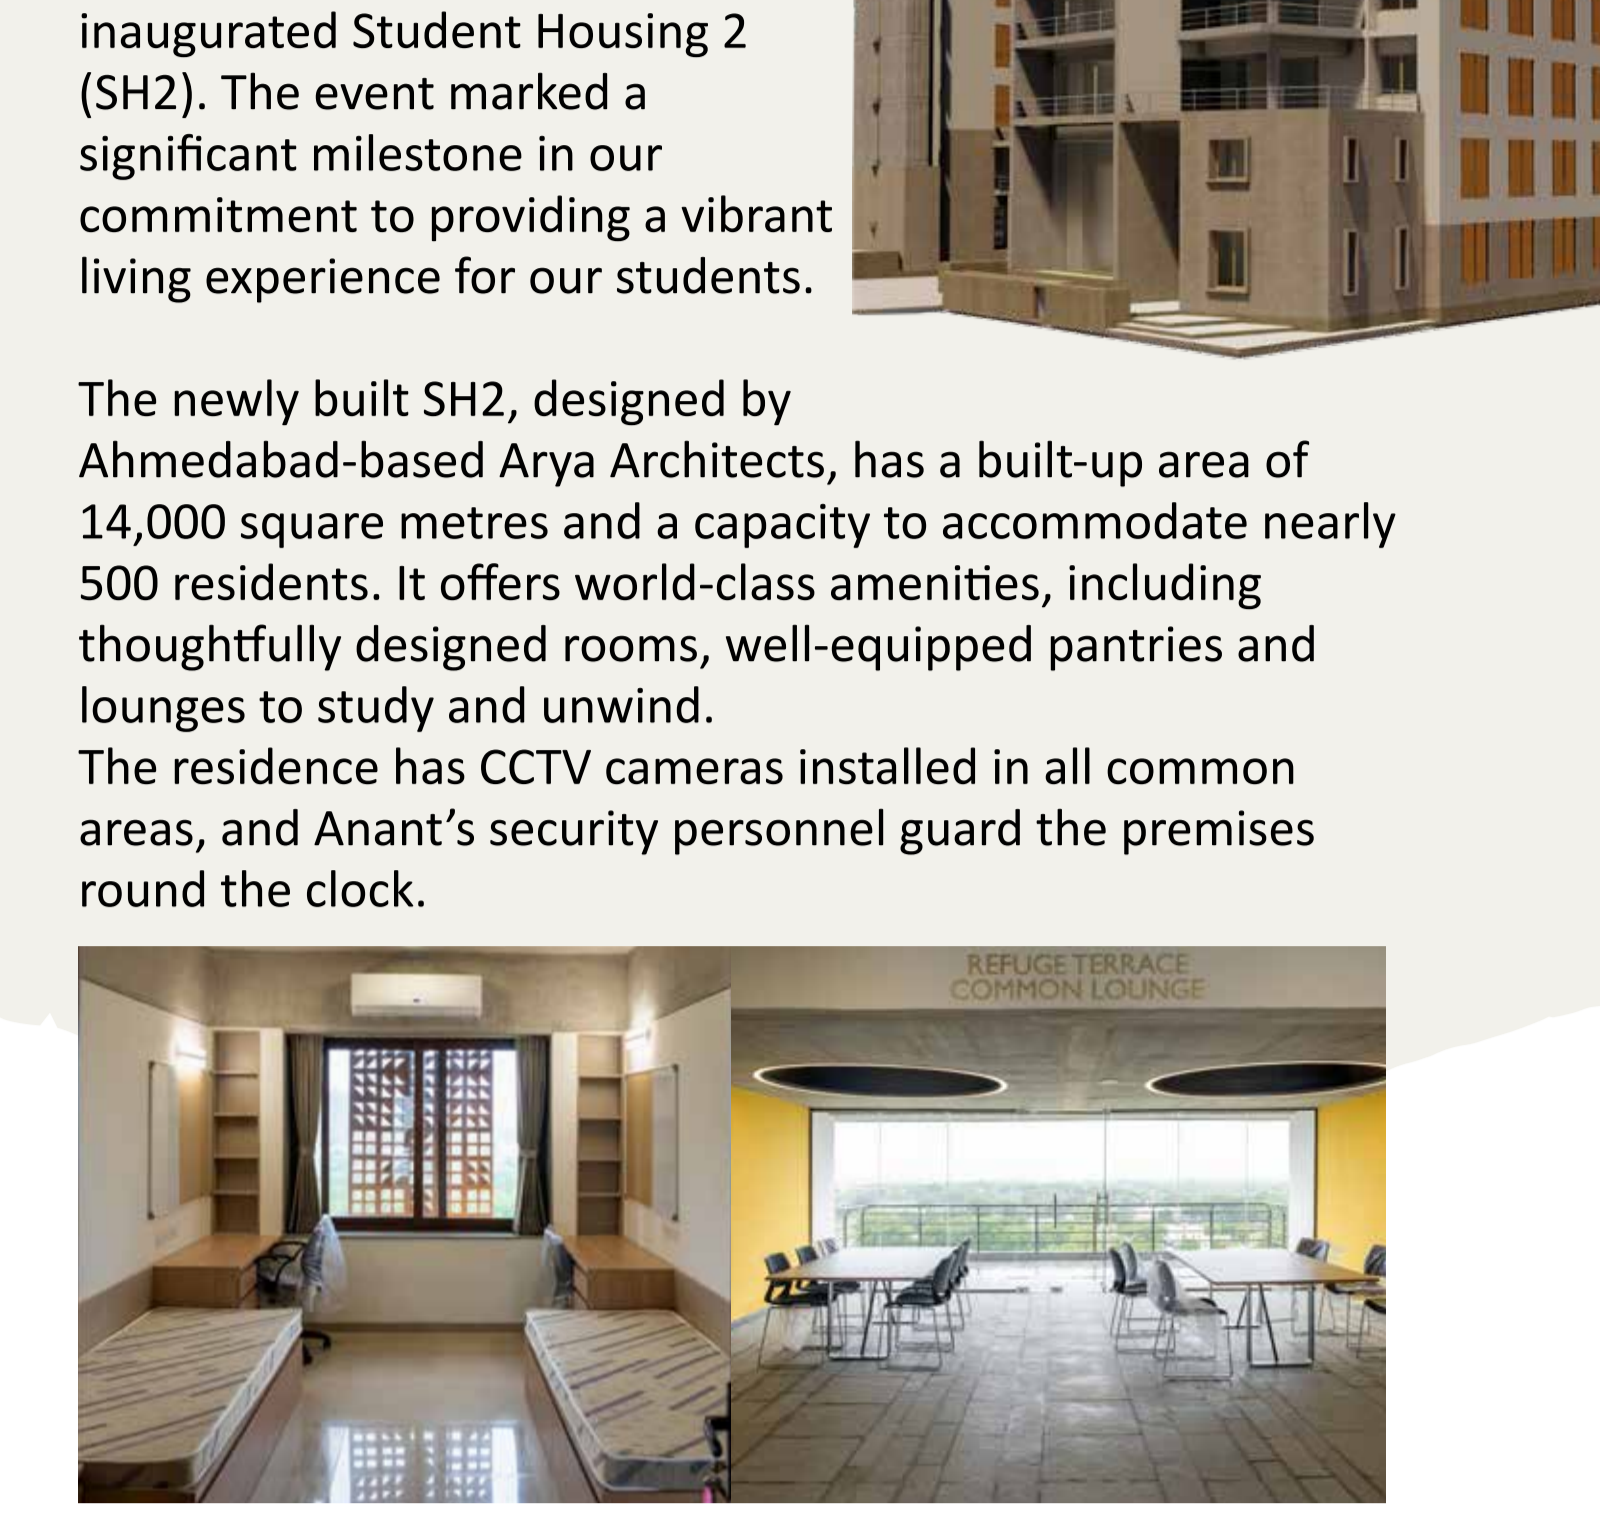 inaugurated Student Housing 2
(SH2). The event marked a
significant milestone in our
commitment to providing a vibrant
living experience for our students.
The newly built SH2, designed by
Ahmedabad-based Arya Architects, has a built-up area of
14,000 square metres and a capacity to accommodate nearly
500 residents. It offers world-class amenities, including
thoughtfully designed rooms, well-equipped pantries and
lounges to study and unwind.
The residence has CCTV cameras installed in all common
areas, and Anant’s security personnel guard the premises
round the clock.
REFUGE TERRACE
COMMON LOUNGE